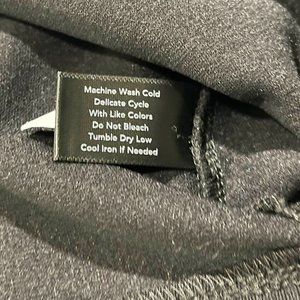 Machine Wash Cold
Delicate Cycle
With Like Colors
Do Not Bleach
Tumble Dry Low
Cool Iron If Needed